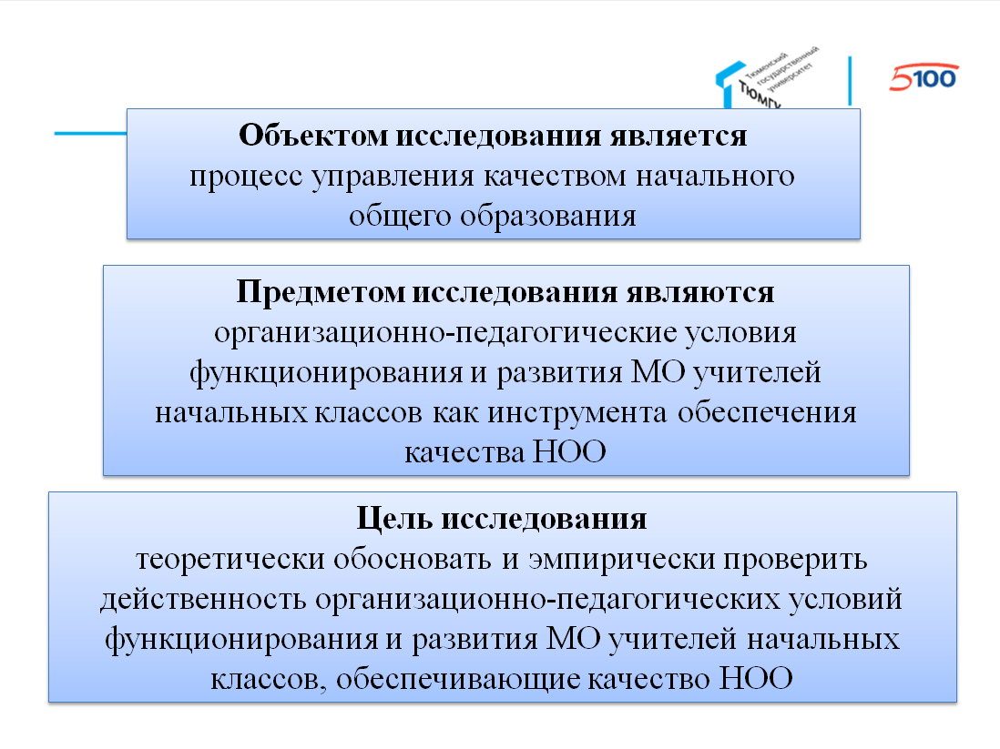 Тюменский
государственный
университет
ТЮМГУ
5100
Объектом исследования является
процесс управления качеством начального
общего образования
Предметом исследования являются
организационно-педагогические условия
функционирования и развития МО учителей
начальных классов как инструмента обеспечения
качества НОО
Цель исследования
теоретически обосновать и эмпирически проверить
действенность организационно-педагогических условий
функционирования и развития МО учителей начальных
классов, обеспечивающие качество НОО